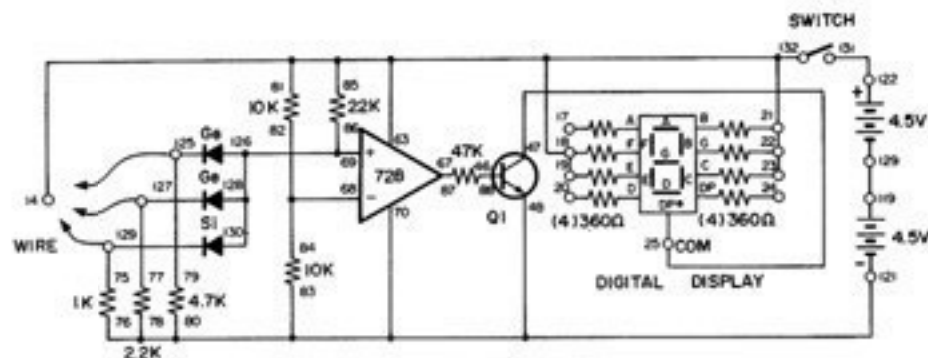 SWITCH
132
131
122
+
4.5V
129
119
4.5V
-
121
81
10K
82
85
22K
86
63
+
69
68
-
72B
70
67
47K
87
46
88
47
48
Q1
17
18
19
20
A
F
E
D
A
F
B
G
E
C
D
DP
B
G
C
DP
21
22
23
24
(4)360Ω
(4)360Ω
25
COM
DIGITAL DISPLAY
Ge
125
126
Ge
127
128
Si
129
130
14
WIRE
84
10K
83
75
77
79
1K
4.7K
76
78
80
2.2K